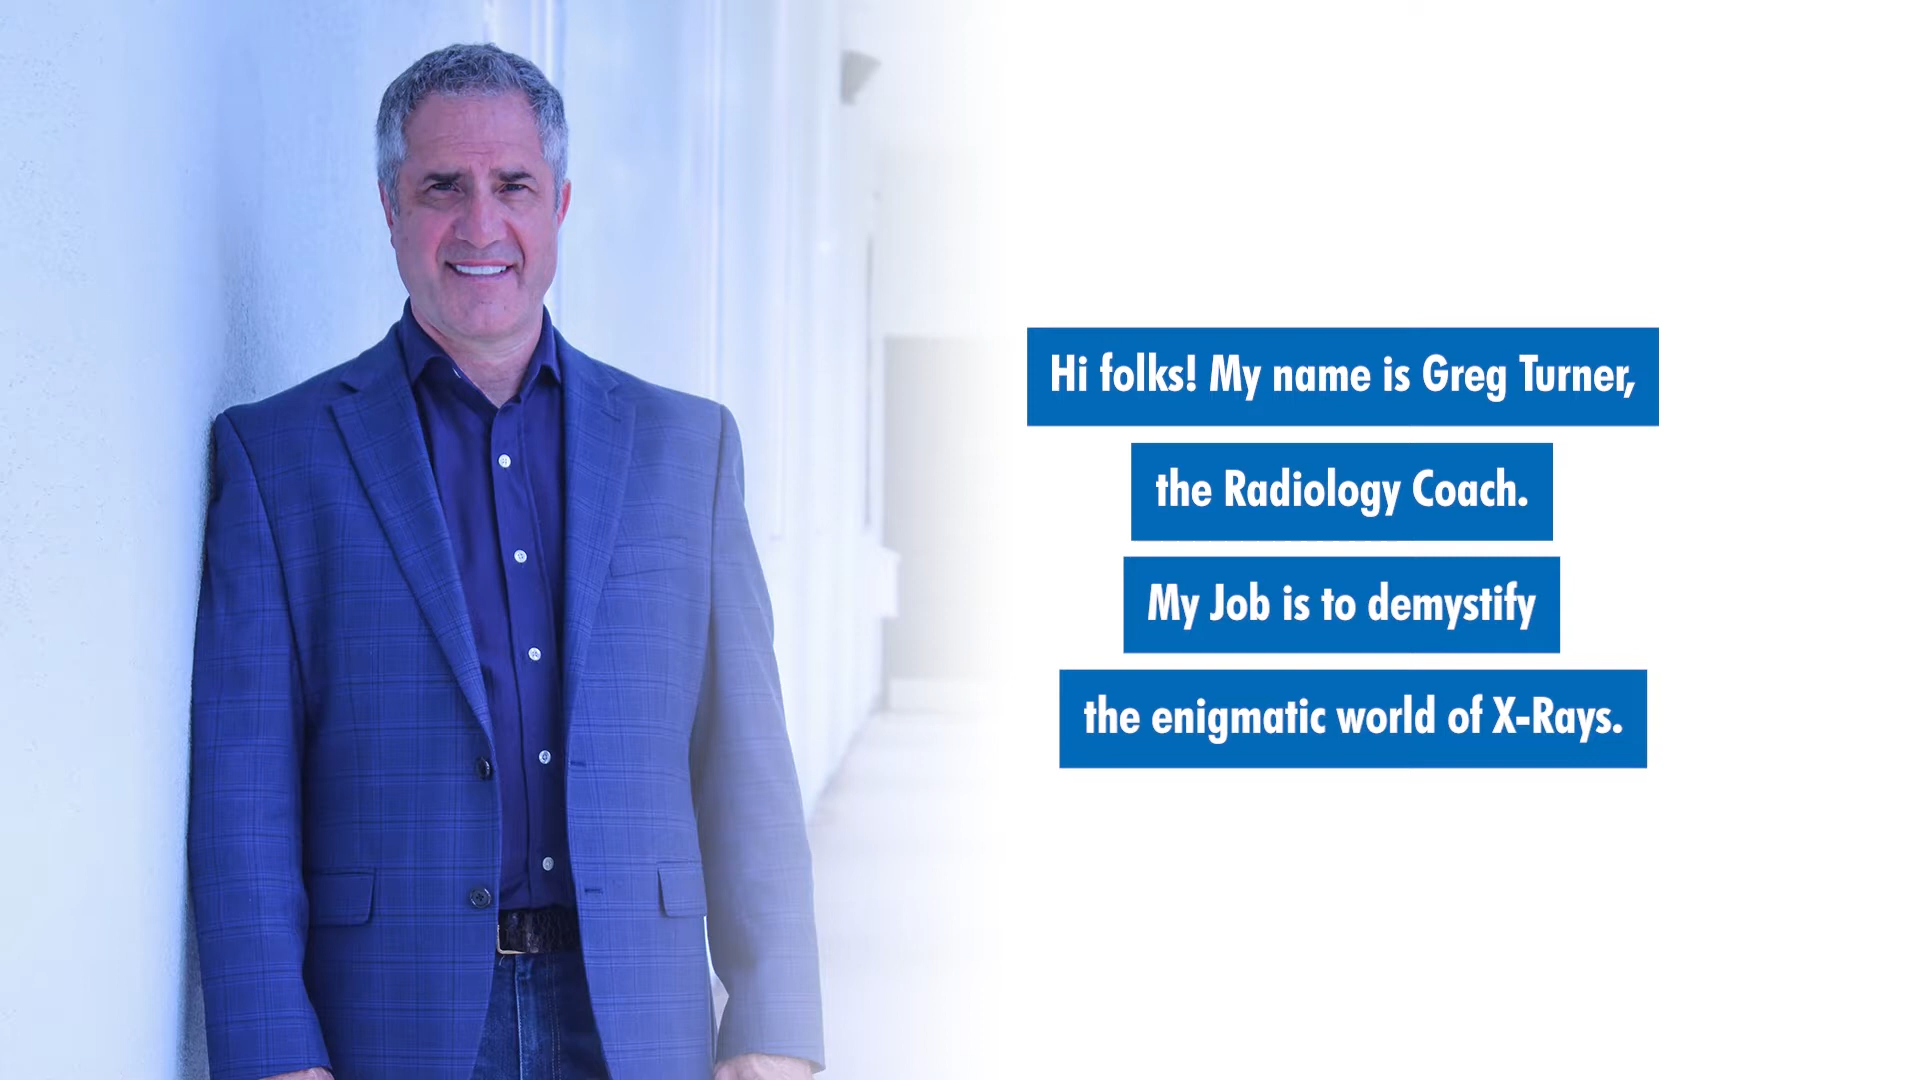 Hi folks! My name is Greg Turner,
the Radiology Coach.
My Job is to demystify
the enigmatic world of X-Rays.